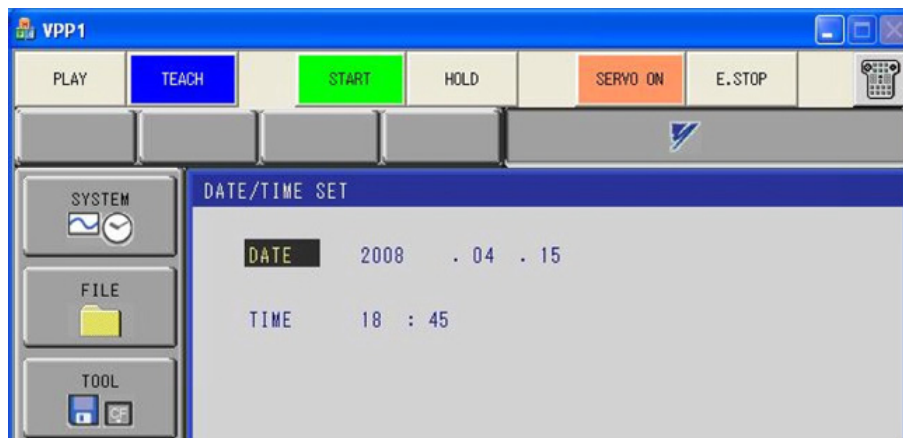 VPP1
PLAY TEACH START HOLD SERVO ON E.STOP
SYSTEM
DATE/TIME SET
DATE 2008 . 04 . 15
FILE
TIME 18 : 45
TOOL
CF